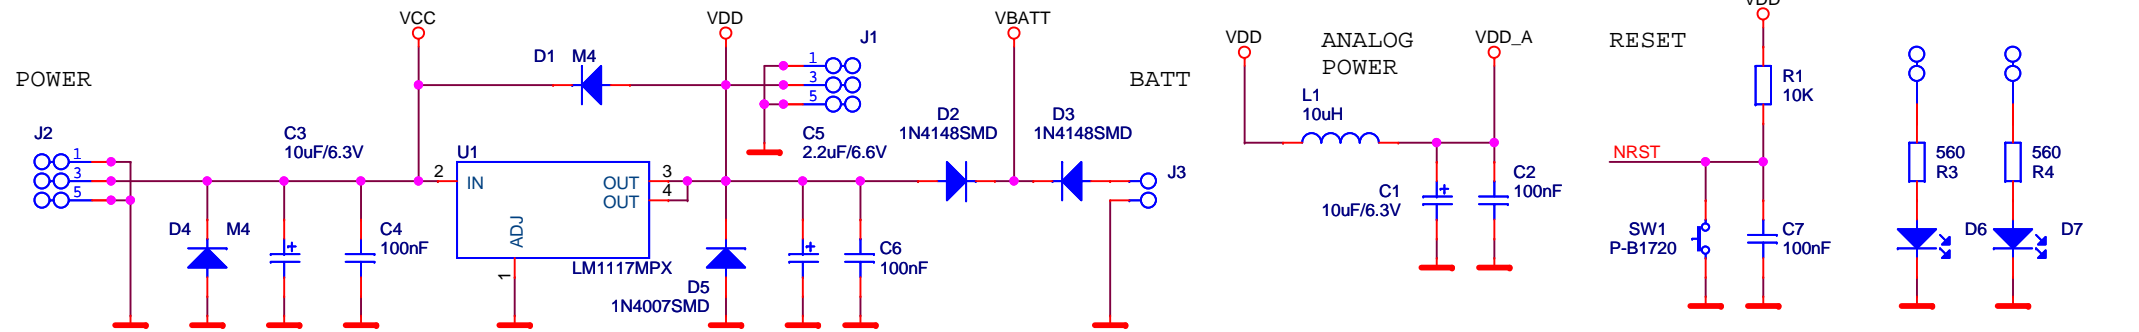 POWER
J2
1
3
5
D4
M4
C3
10uF/6.3V
C4
100nF
VCC
D1
M4
U1
2
IN
OUT
OUT
3
4
ADJ
1
LM1117MPX
VDD
J1
1
3
5
D5
1N4007SMD
C5
2.2uF/6.6V
C6
100nF
VBATT
D2
1N4148SMD
D3
1N4148SMD
BATT
J3
VDD
ANALOG
POWER
VDD_A
L1
10uH
C1
10uF/6.3V
C2
100nF
RESET
VDD
R1
10K
NRST
SW1
P-B1720
C7
100nF
560
R3
D6
560
R4
D7